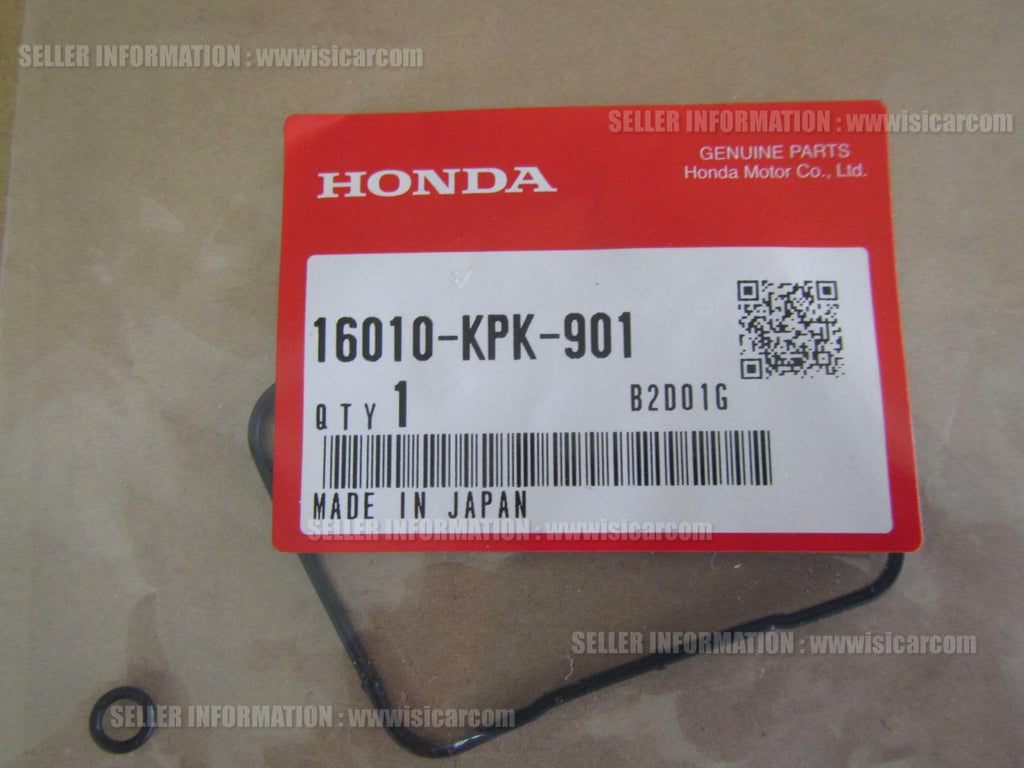 SELLER INFORMATION : wwwisicarcom
SELLER INFORMATION : wwwisicarcom
GENUINE PARTS
HONDA
Honda Motor Co., Ltd.
16010-KPK-901
QTY 1
B2D01G
MADE IN JAPAN
SELLER INFORMATION : wwwisicarcom
SELLER INFORMATION : wwwisicarcom
SELLER INFORMATION : wwwisicarcom